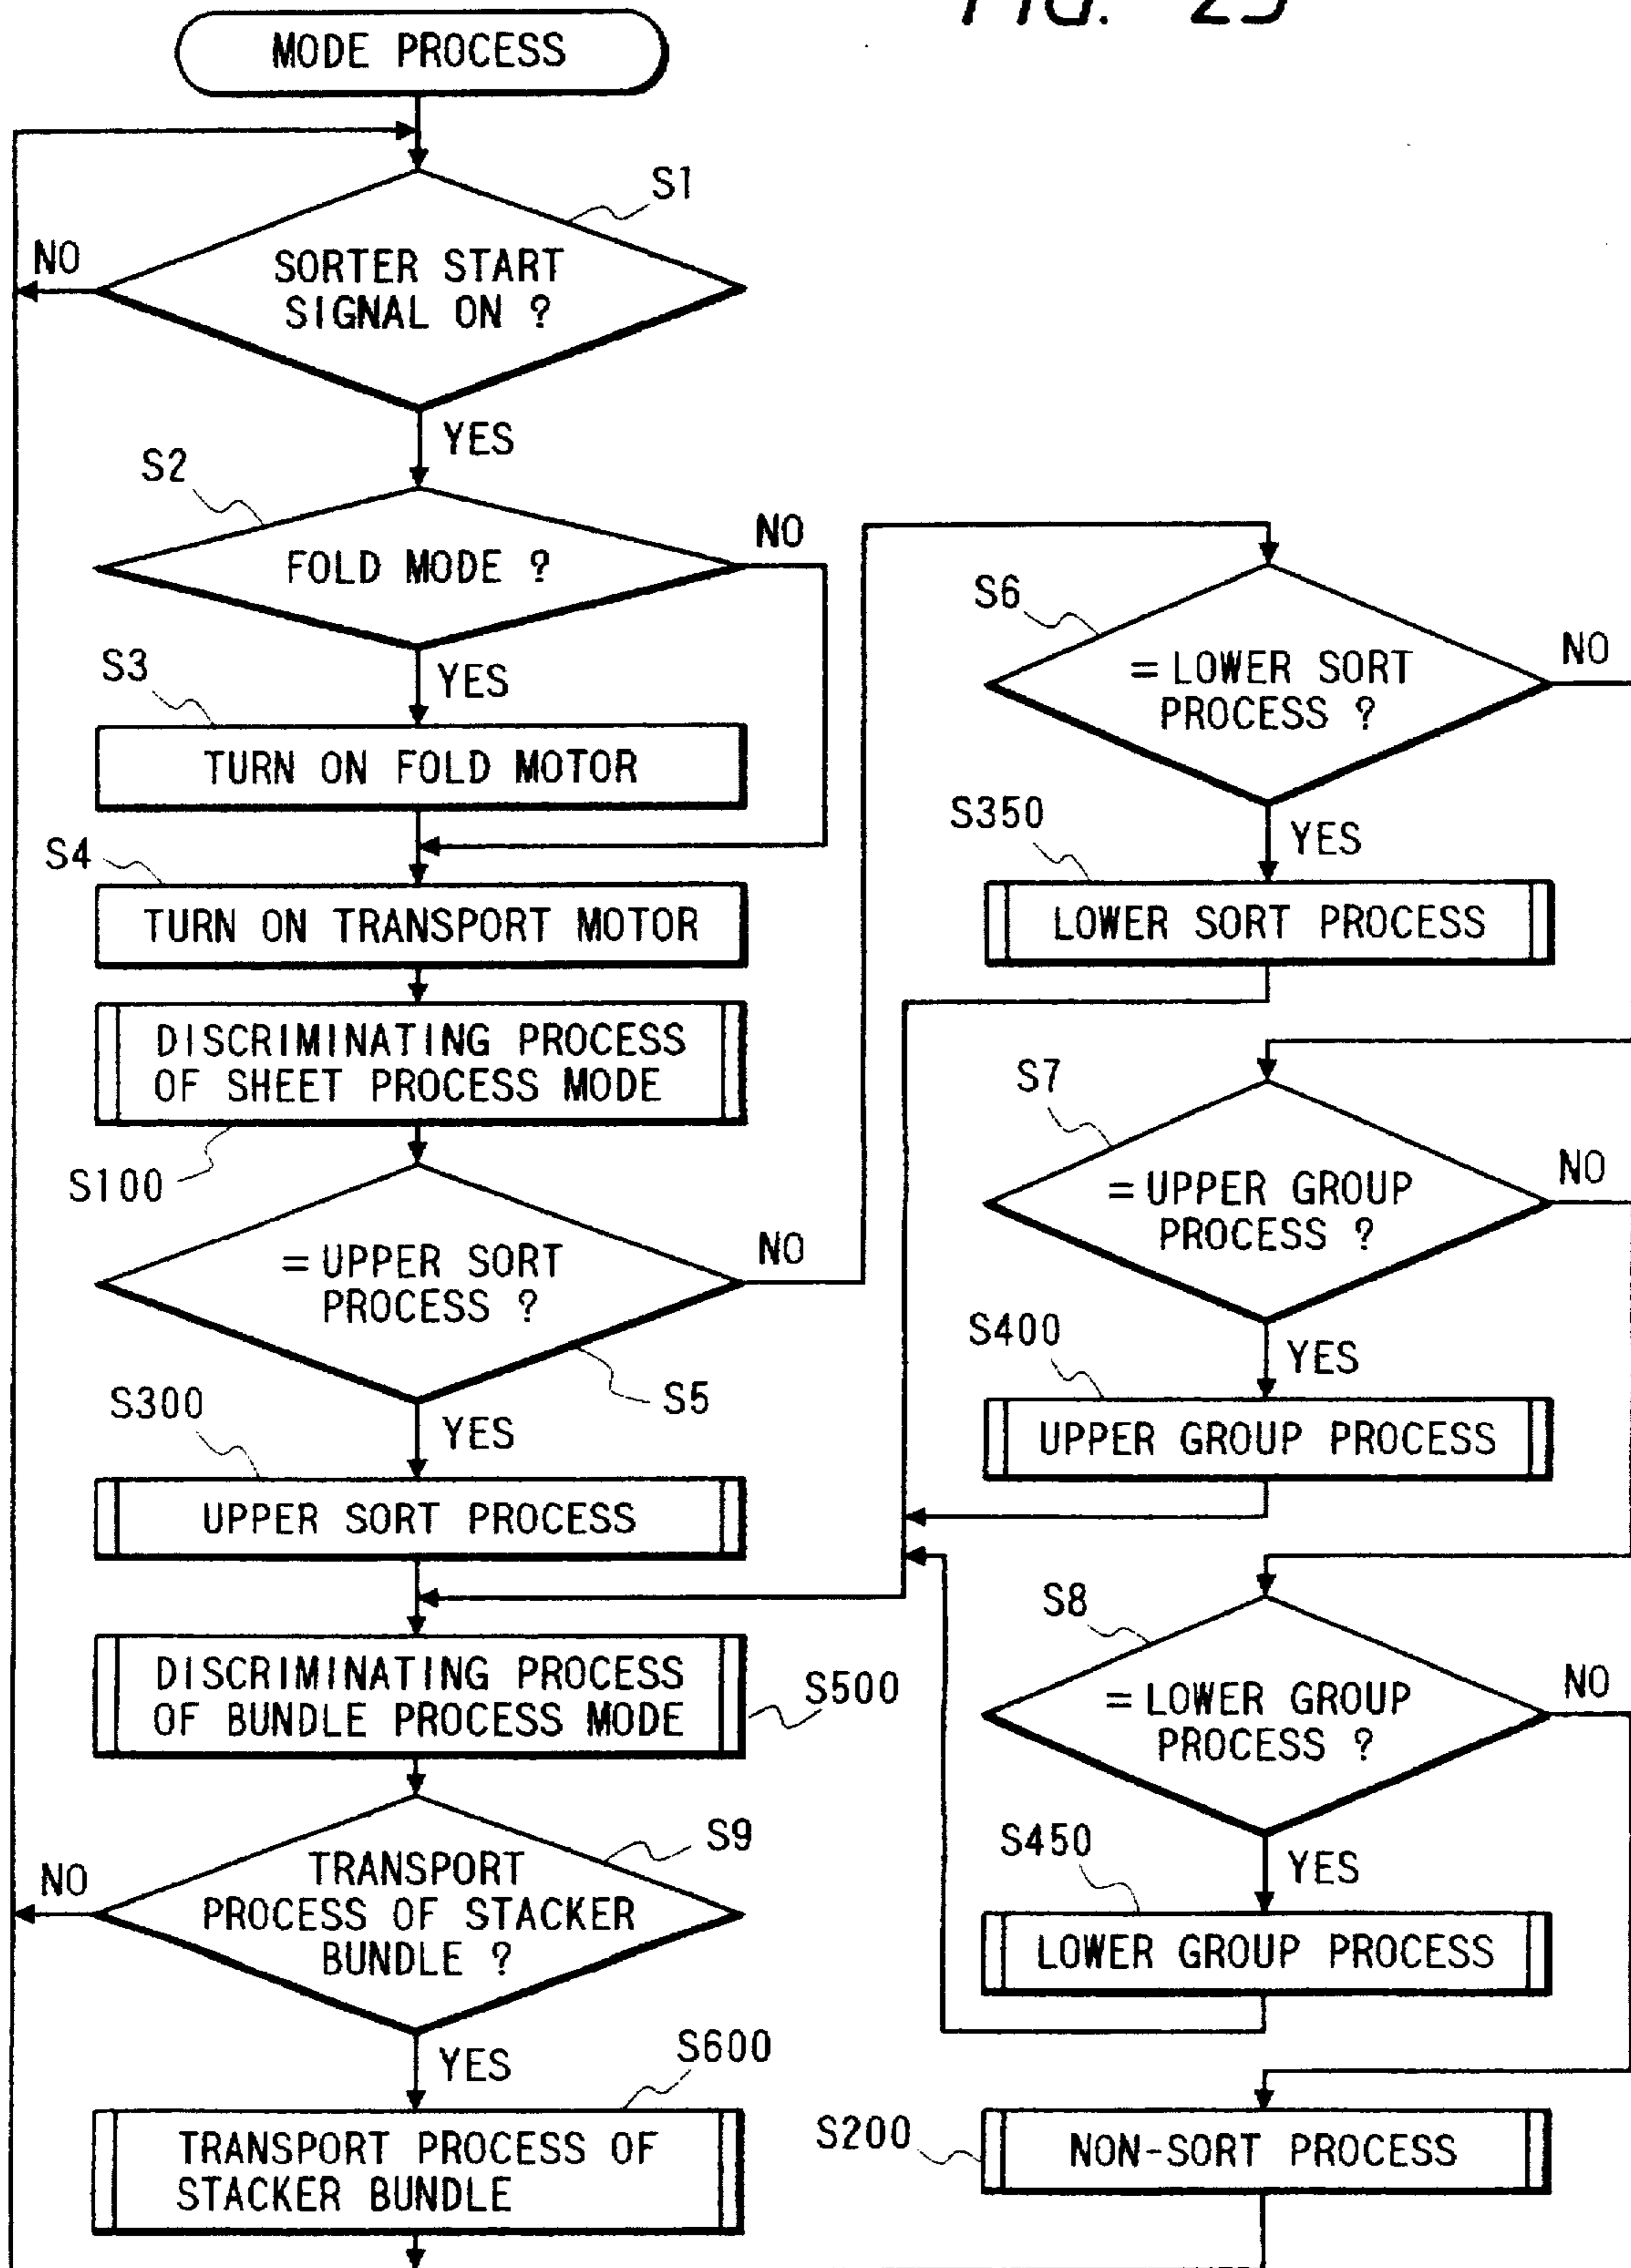 FIG. 25
MODE PROCESS
S1
NO
SORTER START
SIGNAL ON ?
YES
S2
FOLD MODE ?
NO
YES
S3
TURN ON FOLD MOTOR
S4
TURN ON TRANSPORT MOTOR
DISCRIMINATING PROCESS
OF SHEET PROCESS MODE
S100
= UPPER SORT
PROCESS ?
NO
S5
YES
S300
UPPER SORT PROCESS
DISCRIMINATING PROCESS
OF BUNDLE PROCESS MODE
S500
S9
NO
TRANSPORT
PROCESS OF STACKER
BUNDLE ?
YES
S600
TRANSPORT PROCESS OF
STACKER BUNDLE
S6
= LOWER SORT
PROCESS ?
NO
YES
S350
LOWER SORT PROCESS
S7
= UPPER GROUP
PROCESS ?
NO
YES
S400
UPPER GROUP PROCESS
S8
= LOWER GROUP
PROCESS ?
NO
YES
S450
LOWER GROUP PROCESS
S200
NON-SORT PROCESS